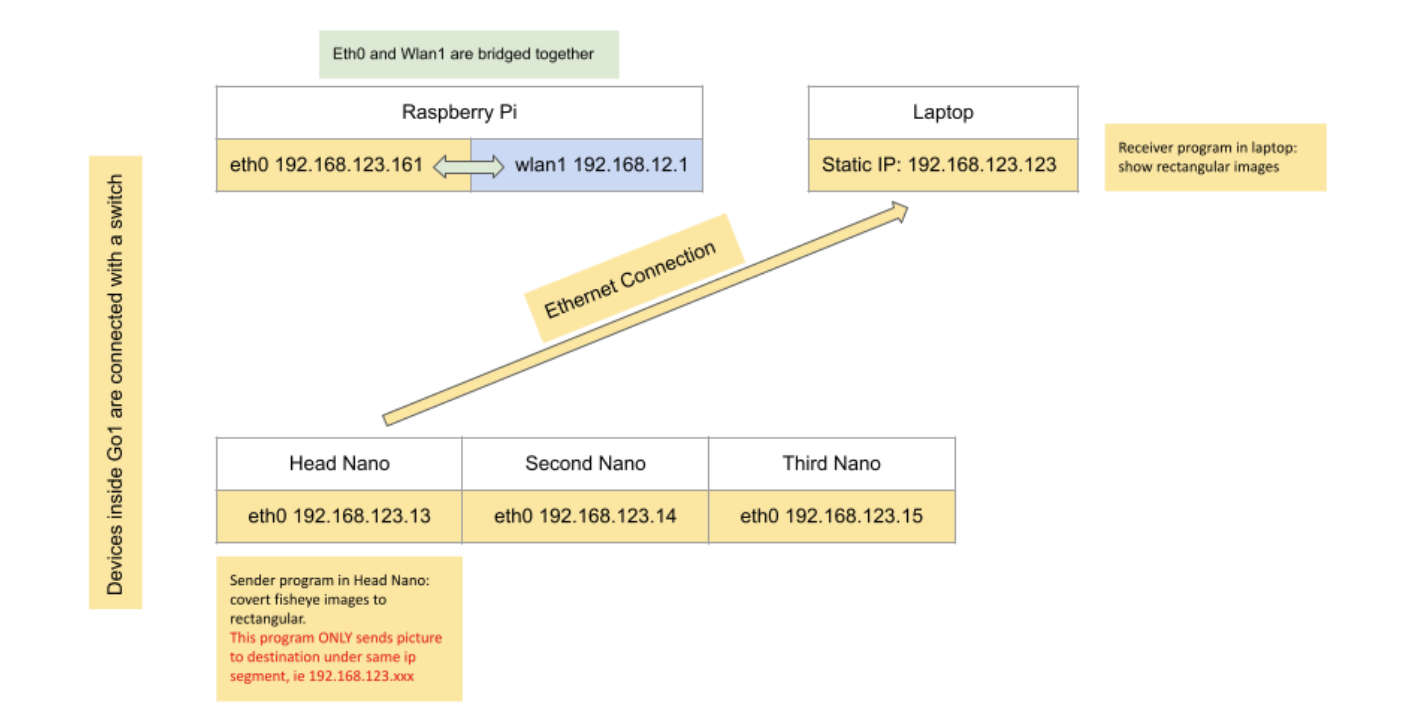 Eth0 and Wlan1 are bridged together
Raspberry Pi
eth0 192.168.123.161
wlan1 192.168.12.1
Laptop
Static IP: 192.168.123.123
Receiver program in laptop:
show rectangular images
Devices inside Go1 are connected with a switch
Ethernet Connection
Head Nano
Second Nano
Third Nano
eth0 192.168.123.13
eth0 192.168.123.14
eth0 192.168.123.15
Sender program in Head Nano:
covert fisheye images to
rectangular.
This program ONLY sends picture
to destination under same ip
segment, ie 192.168.123.xxx